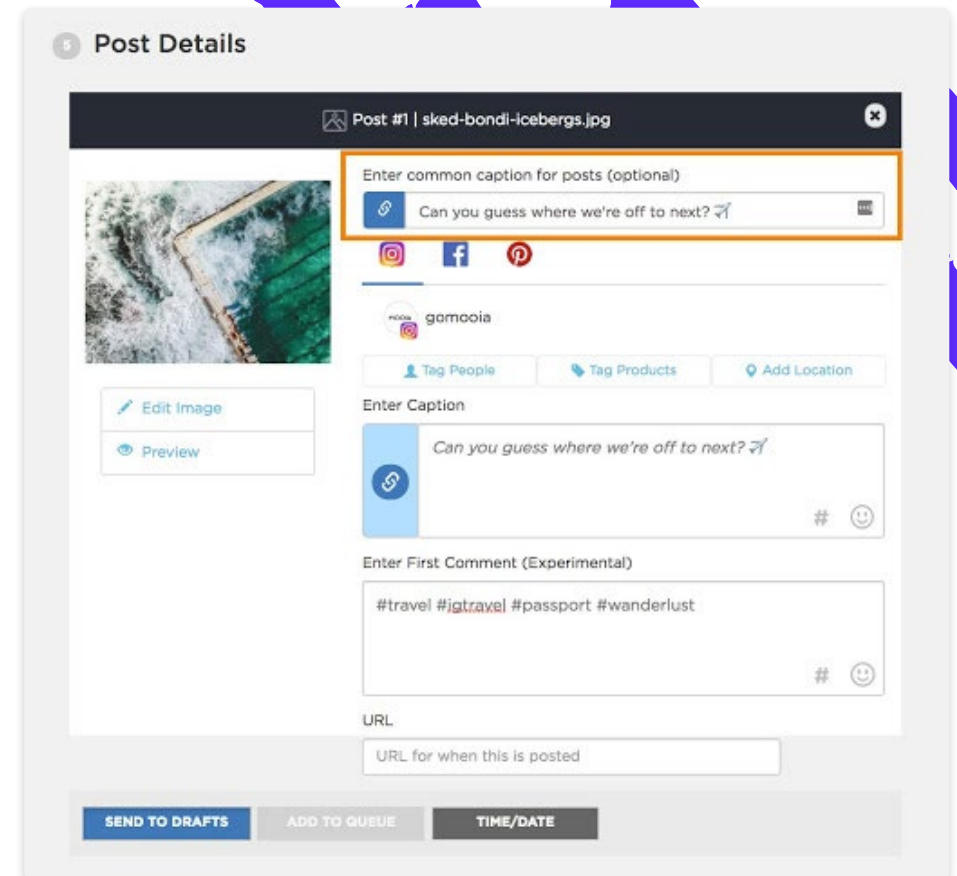 5 Post Details
Post #1 | sked-bondi-icebergs.jpg
Enter common caption for posts (optional)
Can you guess where we're off to next?
gomooia
Tag People Tag Products Add Location
Edit Image
Preview
Enter Caption
Can you guess where we're off to next?
#
Enter First Comment (Experimental)
#travel #igtravel #passport #wanderlust
#
URL
URL for when this is posted
SEND TO DRAFTS ADD TO QUEUE TIME/DATE